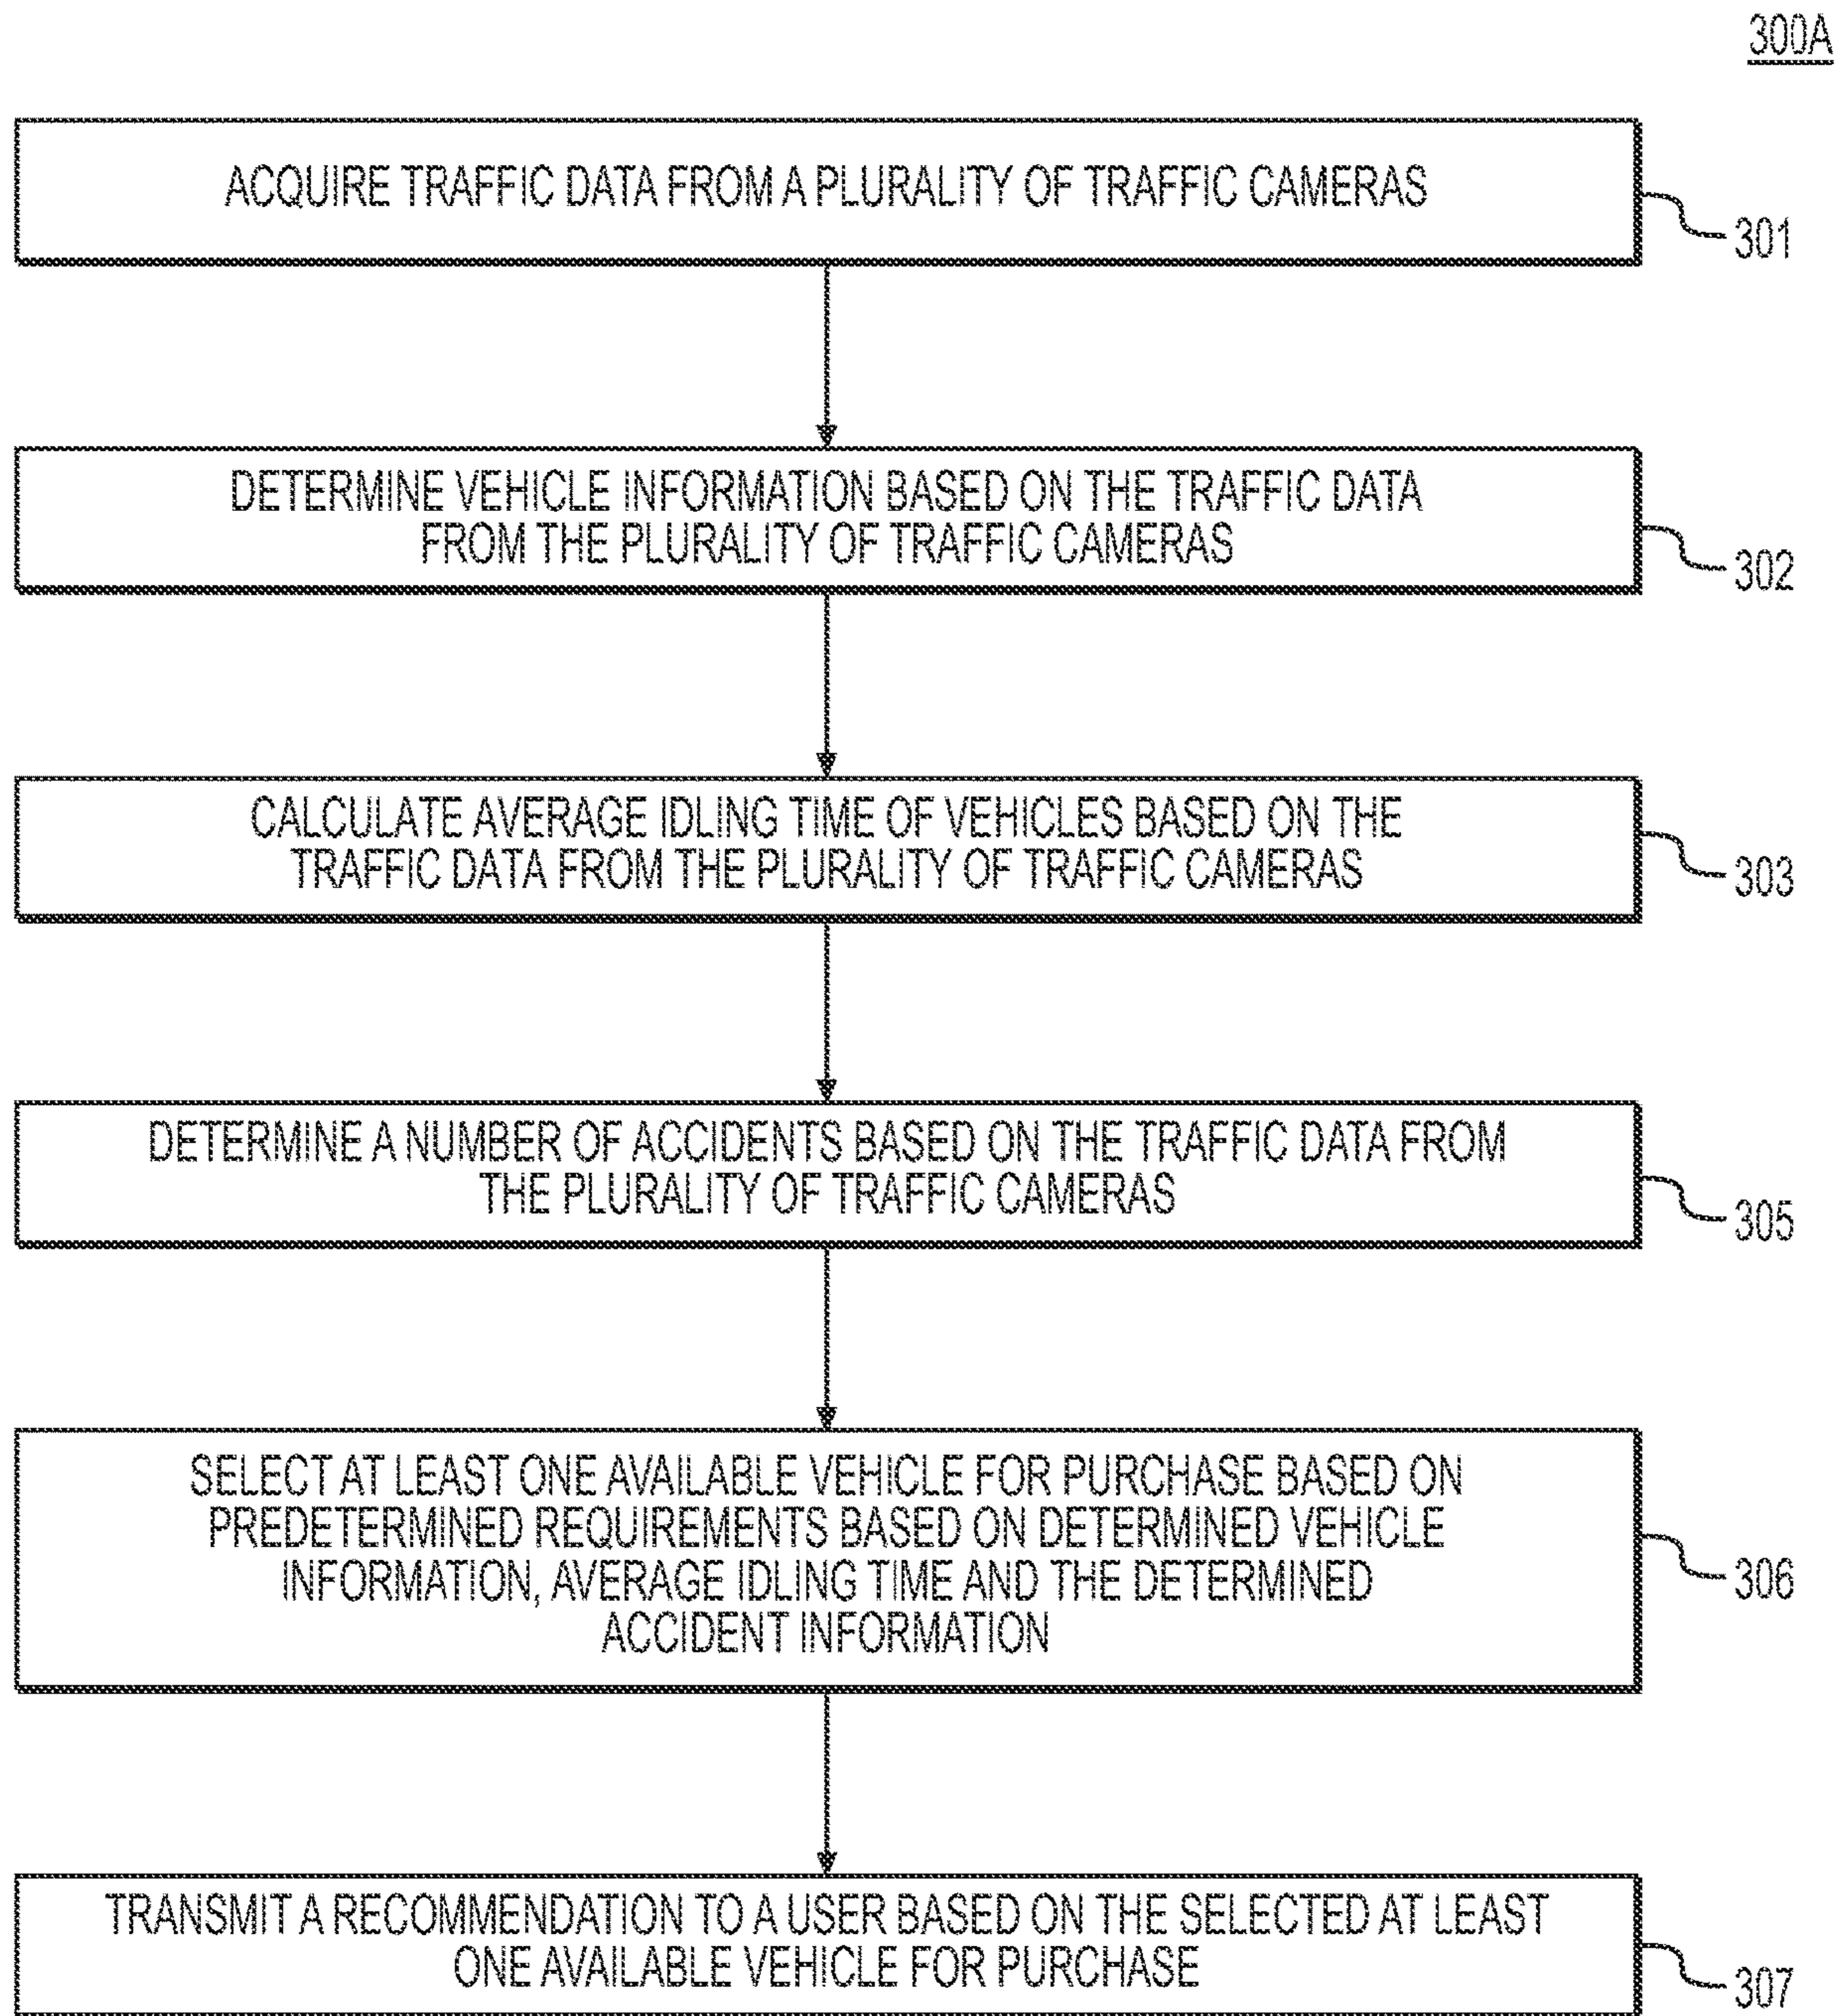 300A
ACQUIRE TRAFFIC DATA FROM A PLURALITY OF TRAFFIC CAMERAS
301
DETERMINE VEHICLE INFORMATION BASED ON THE TRAFFIC DATA
FROM THE PLURALITY OF TRAFFIC CAMERAS
302
CALCULATE AVERAGE IDLING TIME OF VEHICLES BASED ON THE
TRAFFIC DATA FROM THE PLURALITY OF TRAFFIC CAMERAS
303
DETERMINE A NUMBER OF ACCIDENTS BASED ON THE TRAFFIC DATA FROM
THE PLURALITY OF TRAFFIC CAMERAS
305
SELECT AT LEAST ONE AVAILABLE VEHICLE FOR PURCHASE BASED ON
PREDETERMINED REQUIREMENTS BASED ON DETERMINED VEHICLE
INFORMATION, AVERAGE IDLING TIME AND THE DETERMINED
ACCIDENT INFORMATION
306
TRANSMIT A RECOMMENDATION TO A USER BASED ON THE SELECTED AT LEAST
ONE AVAILABLE VEHICLE FOR PURCHASE
307